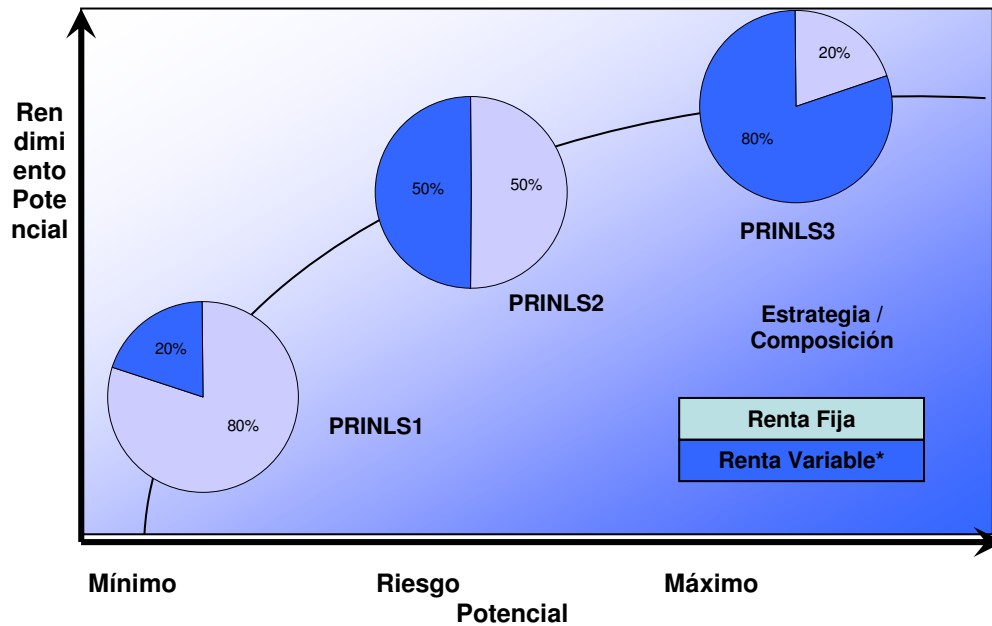 Ren
dimi
ento
Pote
ncial
20%
80%
PRINLS3
50%
50%
PRINLS2
20%
80%
PRINLS1
Estrategia /
Composición
Renta Fija
Renta Variable*
Mínimo
Riesgo
Potencial
Máximo